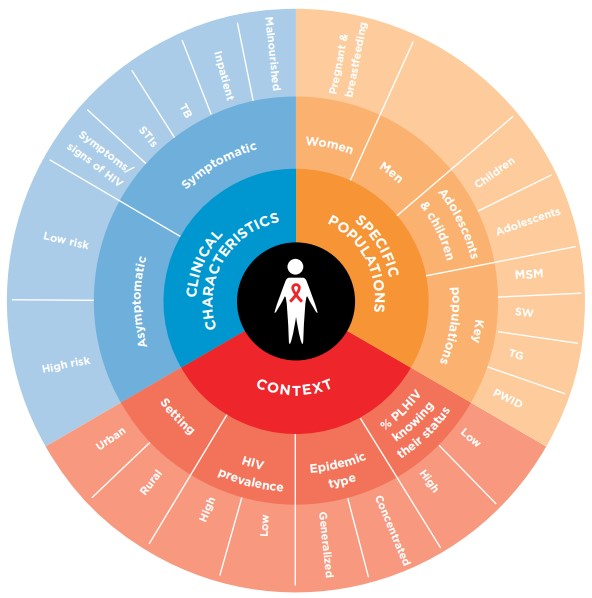 CLINICAL
CHARACTERISTICS
Symptomatic
Malnourished
Inpatient
TB
STIs
Symptoms/
signs of HIV
Asymptomatic
Low risk
High risk
SPECIFIC
POPULATIONS
Women
Pregnant &
breastfeeding
Men
Adolescents
& children
Children
Adolescents
Key
populations
MSM
SW
TG
PWID
CONTEXT
Setting
Urban
Rural
HIV
prevalence
High
Low
Epidemic
type
Generalized
Concentrated
% PLHIV
knowing
their status
High
Low